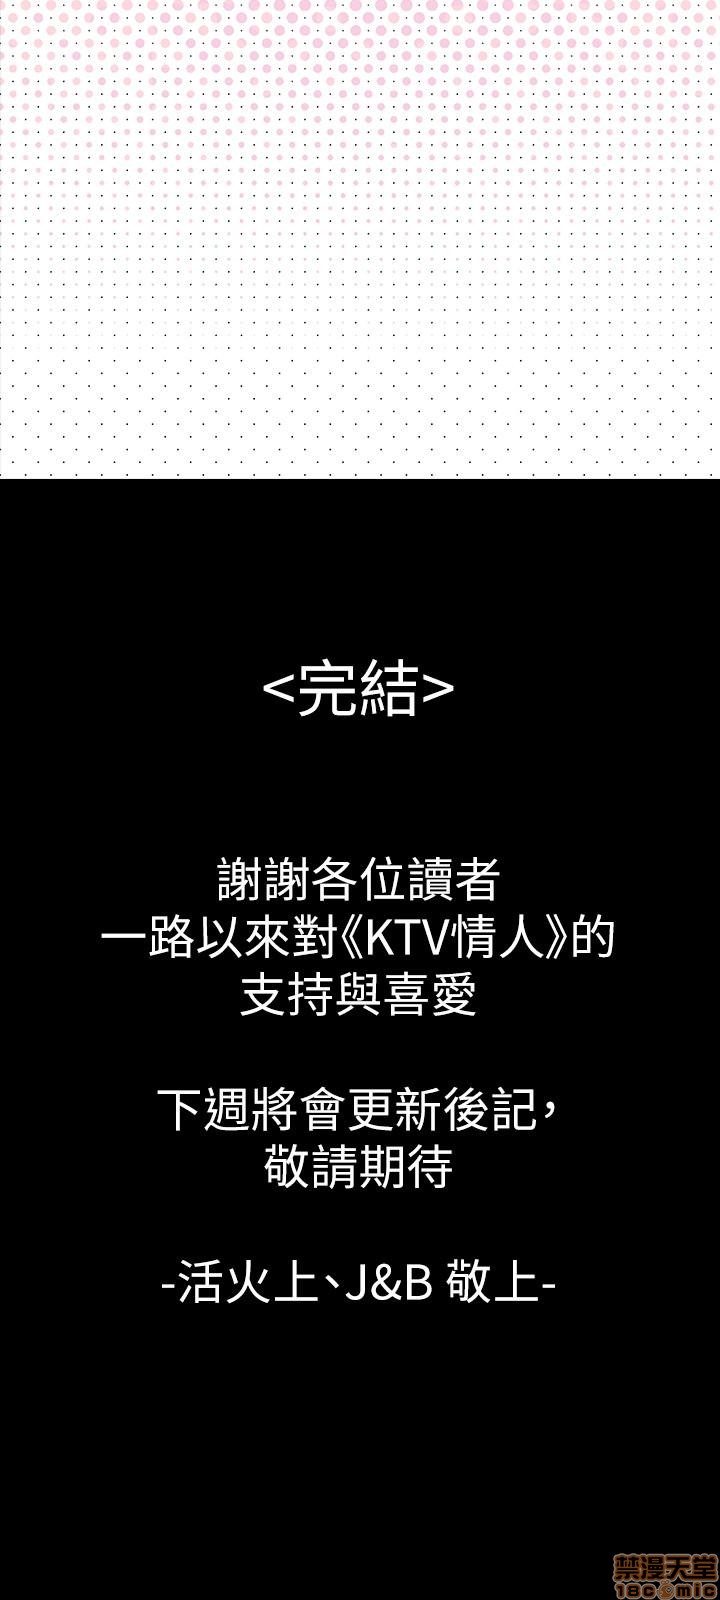 <完結>
謝謝各位讀者
一路以來對《KTV情人》的
支持與喜愛
下週將會更新後記，
敬請期待
-活火上、J&B 敬上-
禁漫天堂
18comic